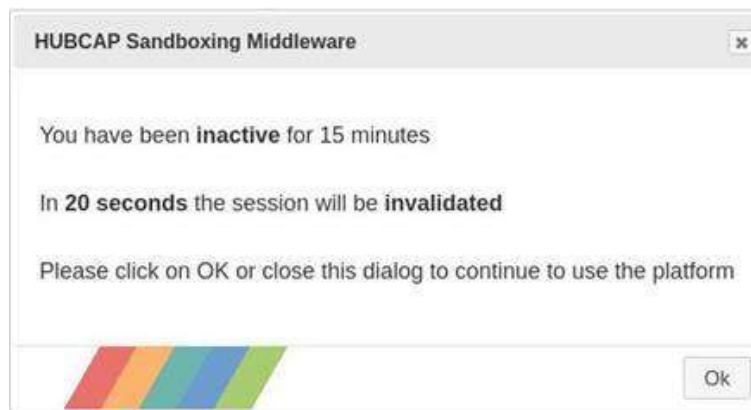 HUBCAP Sandboxing Middleware
You have been inactive for 15 minutes
In 20 seconds the session will be invalidated
Please click on OK or close this dialog to continue to use the platform
Ok